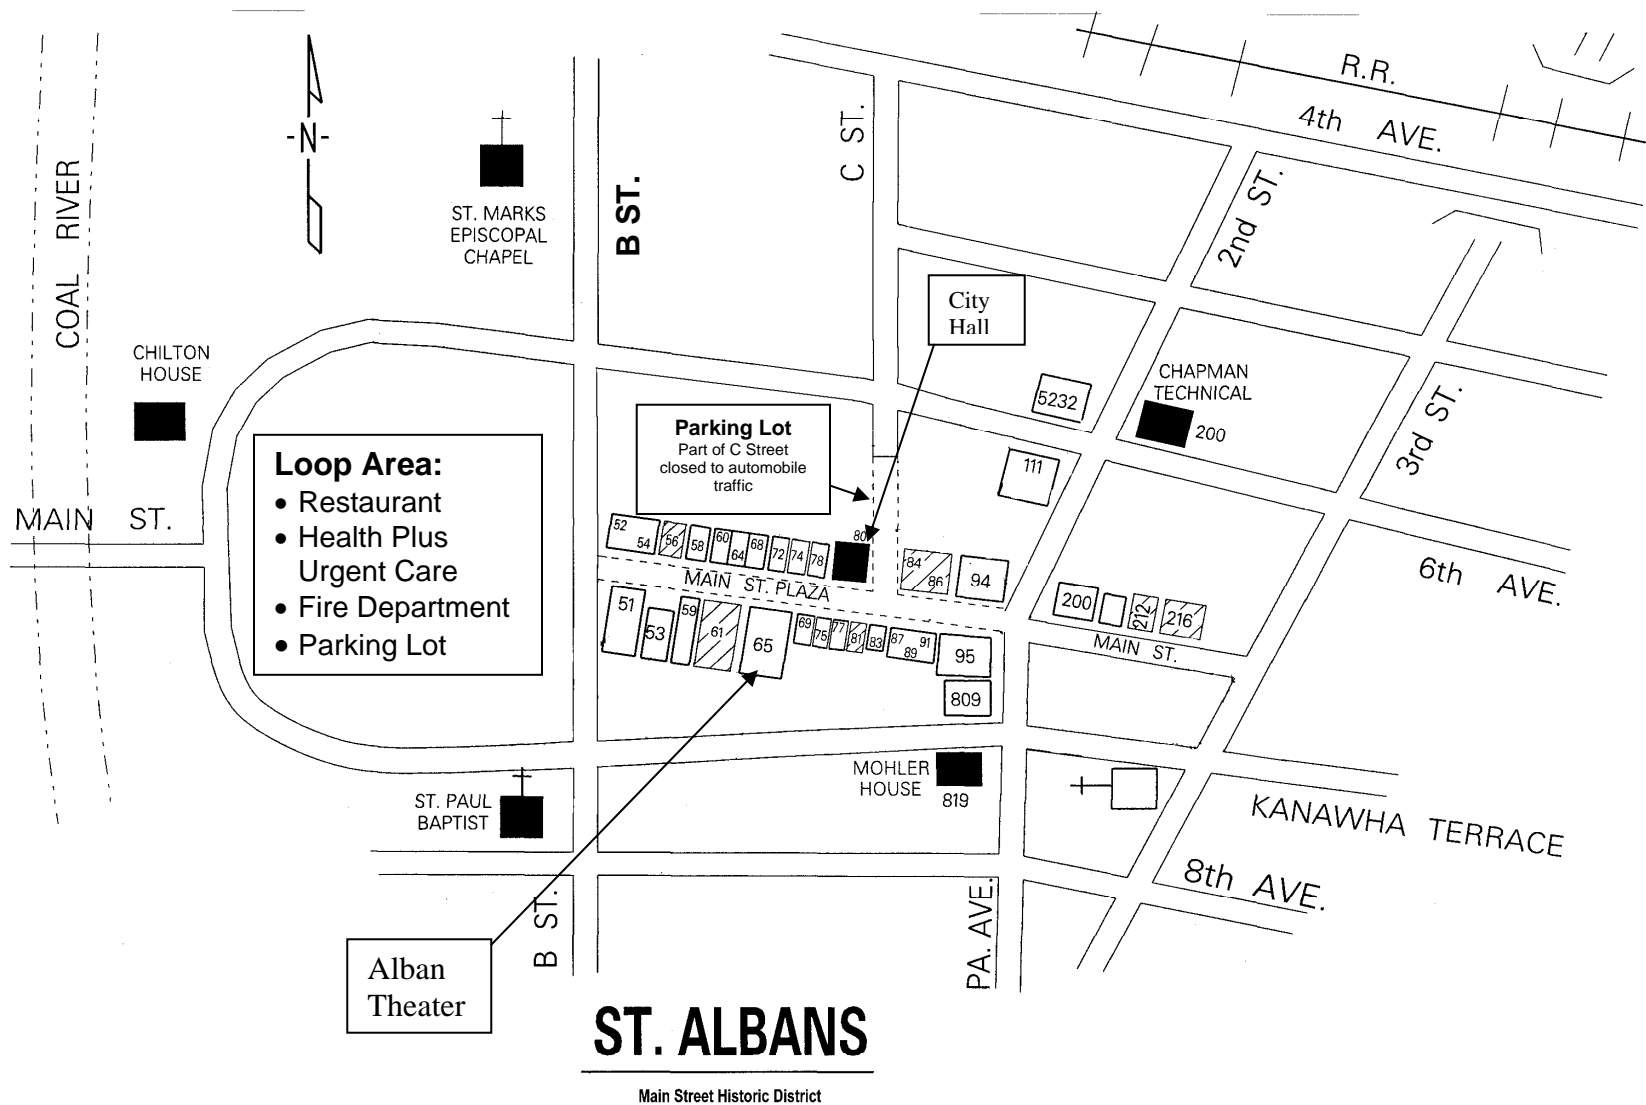 R.R.
4th AVE.
-N-
COAL RIVER
ST. MARKS
EPISCOPAL
CHAPEL
B ST.
C ST.
2nd ST.
City
Hall
CHILTON
HOUSE
5232
CHAPMAN
TECHNICAL
200
3rd ST.
Parking Lot
Part of C Street
closed to automobile
traffic
111
Loop Area:
• Restaurant
• Health Plus
Urgent Care
• Fire Department
• Parking Lot
MAIN ST.
52
54
56
58
60
64
68
72
74
78
80
84
86
94
MAIN ST. PLAZA
6th AVE.
51
53
59
61
65
69
75
77
81
83
87
89
91
95
809
200
212
216
MAIN ST.
MOHLER
HOUSE
819
ST. PAUL
BAPTIST
KANAWHA TERRACE
8th AVE.
B ST.
PA. AVE.
Alban
Theater
ST. ALBANS
Main Street Historic District